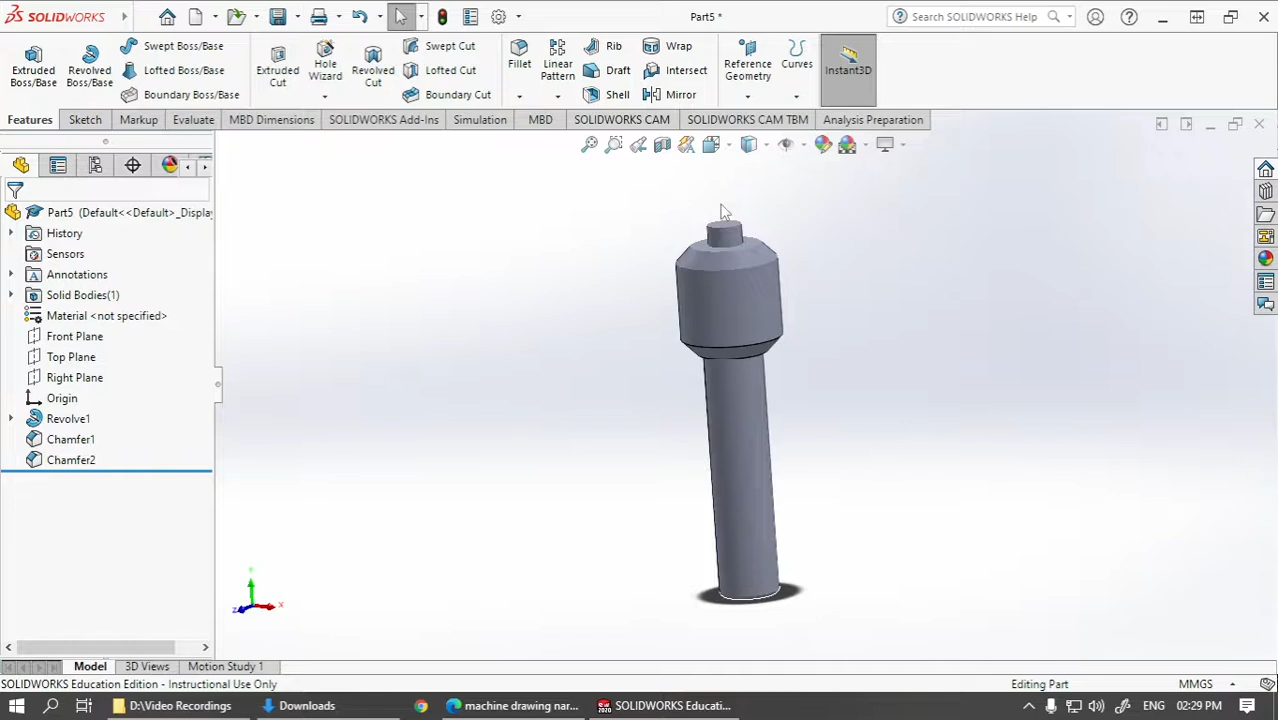 SOLIDWORKS
Part5 *
Search SOLIDWORKS Help
Extruded Boss/Base
Revolved Boss/Base
Swept Boss/Base
Lofted Boss/Base
Boundary Boss/Base
Extruded Cut
Hole Wizard
Revolved Cut
Swept Cut
Lofted Cut
Boundary Cut
Fillet
Linear Pattern
Rib
Draft
Shell
Wrap
Intersect
Mirror
Reference Geometry
Curves
Instant3D
Features
Sketch
Markup
Evaluate
MBD Dimensions
SOLIDWORKS Add-Ins
Simulation
MBD
SOLIDWORKS CAM
SOLIDWORKS CAM TBM
Analysis Preparation
Part5 (Default<<Default>_Display
History
Sensors
Annotations
Solid Bodies(1)
Material <not specified>
Front Plane
Top Plane
Right Plane
Origin
Revolve1
Chamfer1
Chamfer2
Y
Z
X
Model
3D Views
Motion Study 1
SOLIDWORKS Education Edition - Instructional Use Only
Editing Part
MMGS
D:\Video Recordings
Downloads
machine drawing nar...
SOLIDWORKS Educati...
ENG
02:29 PM